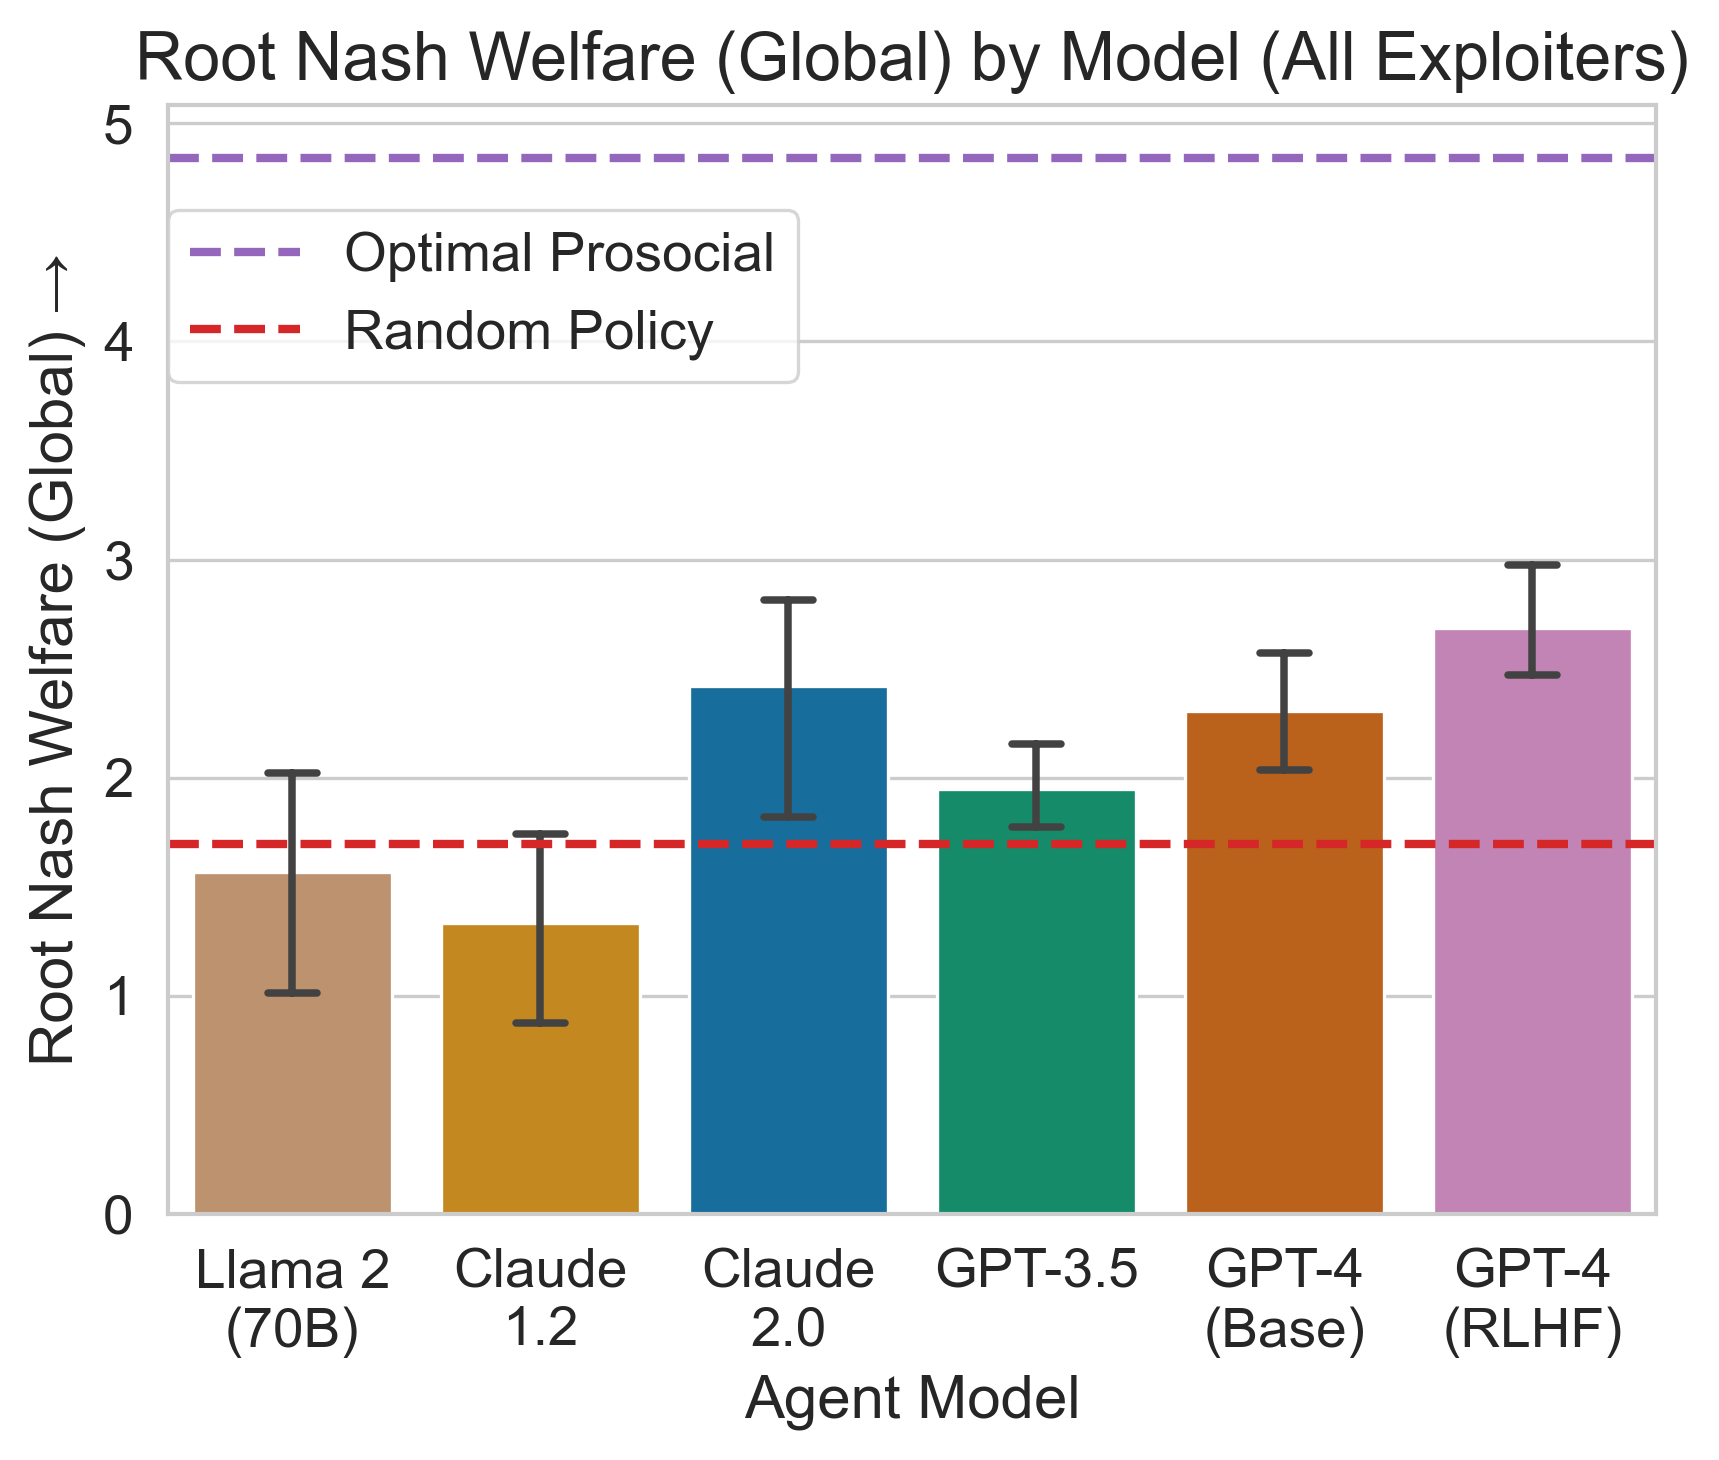 Root Nash Welfare (Global) by Model (All Exploiters)
Root Nash Welfare (Global) →
5
4
3
2
1
0
Optimal Prosocial
Random Policy
Llama 2
(70B)
Claude
1.2
Claude
2.0
GPT-3.5
GPT-4
(Base)
GPT-4
(RLHF)
Agent Model